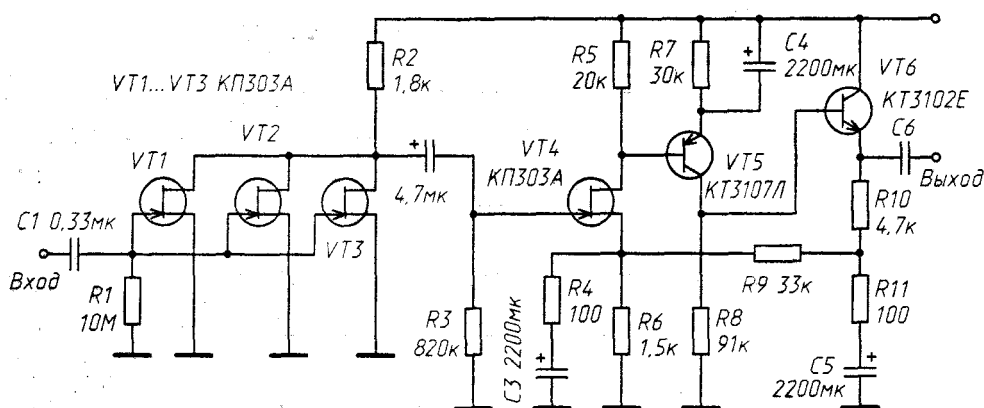 VT1...VT3 КП303А
R2
1,8к
VT1
VT2
VT3
4,7мк
C1 0,33мк
Вход
R1
10М
R3
820к
VT4
КП303А
R5
20к
R7
30к
C4
2200мк
VT5
КТ3107Л
VT6
КТ3102Е
C6
Выход
R10
4,7к
R9 33к
R4
100
C3 2200мк
R6
1,5к
R8
91к
R11
100
C5
2200мк